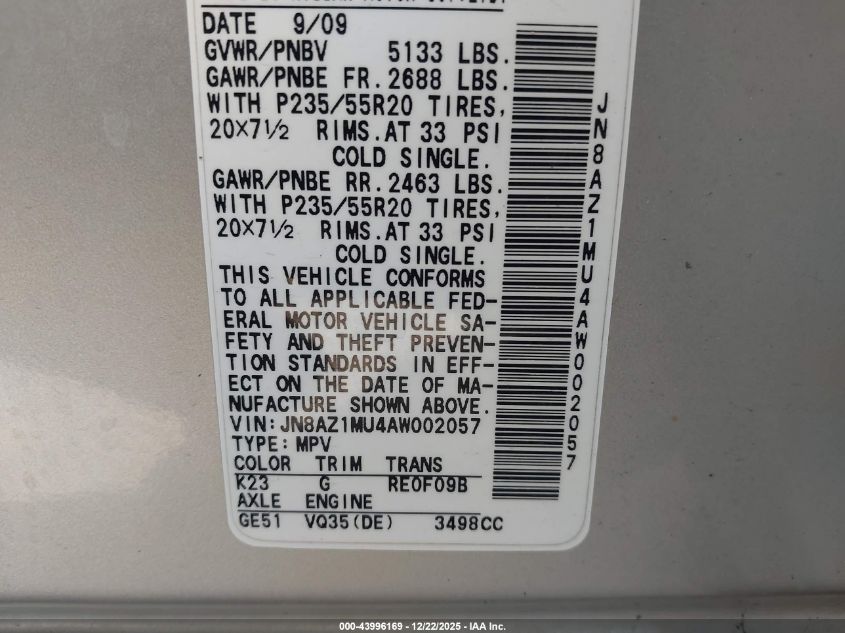 DATE 9/09
GVWR/PNBV 5133 LBS.
GAWR/PNBE FR. 2688 LBS.
WITH P235/55R20 TIRES,
20×7½ RIMS. AT 33 PSI
COLD SINGLE.
GAWR/PNBE RR. 2463 LBS.
WITH P235/55R20 TIRES,
20×7½ RIMS. AT 33 PSI
COLD SINGLE.
THIS VEHICLE CONFORMS
TO ALL APPLICABLE FED-
ERAL MOTOR VEHICLE SA-
FETY AND THEFT PREVEN-
TION STANDARDS IN EFF-
ECT ON THE DATE OF MA-
NUFACTURE SHOWN ABOVE.
VIN: JN8AZ1MU4AW002057
TYPE: MPV
COLOR TRIM TRANS
K23 G RE0F09B
AXLE ENGINE
GE51 VQ35(DE) 3498CC
JN8AZ1MU4AW002057
000-43996169 • 12/22/2025 • IAA Inc.